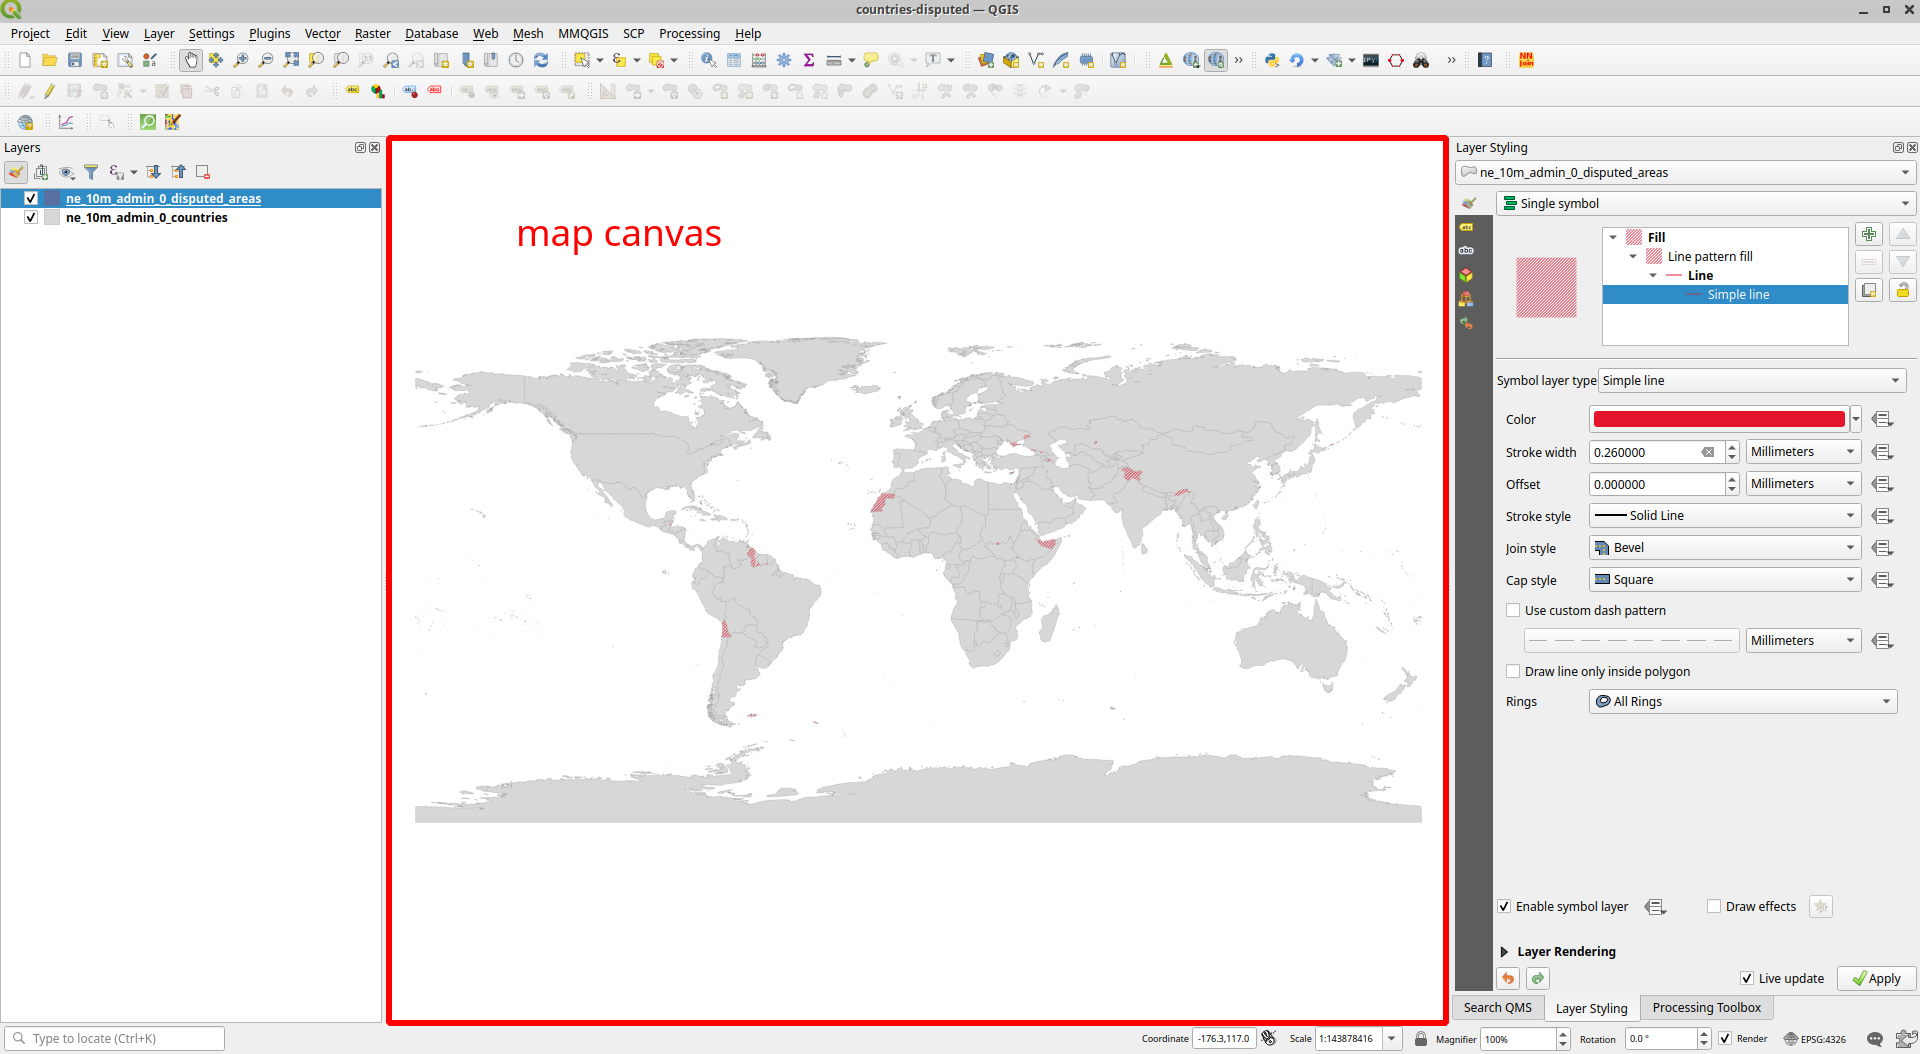 countries-disputed — QGIS
Project Edit View Layer Settings Plugins Vector Raster Database Web Mesh MMQGIS SCP Processing Help
Layers
ne_10m_admin_0_disputed_areas
ne_10m_admin_0_countries
map canvas
Layer Styling
ne_10m_admin_0_disputed_areas
Single symbol
Fill
Line pattern fill
Line
Simple line
Symbol layer type Simple line
Color
Stroke width 0.260000 Millimeters
Offset 0.000000 Millimeters
Stroke style Solid Line
Join style Bevel
Cap style Square
Use custom dash pattern
Millimeters
Draw line only inside polygon
Rings All Rings
Enable symbol layer Draw effects
Layer Rendering
Live update Apply
Search QMS Layer Styling Processing Toolbox
Type to locate (Ctrl+K) Coordinate -176.3,117.0 Scale 1:143878416 Magnifier 100% Rotation 0.0 ° Render EPSG:4326